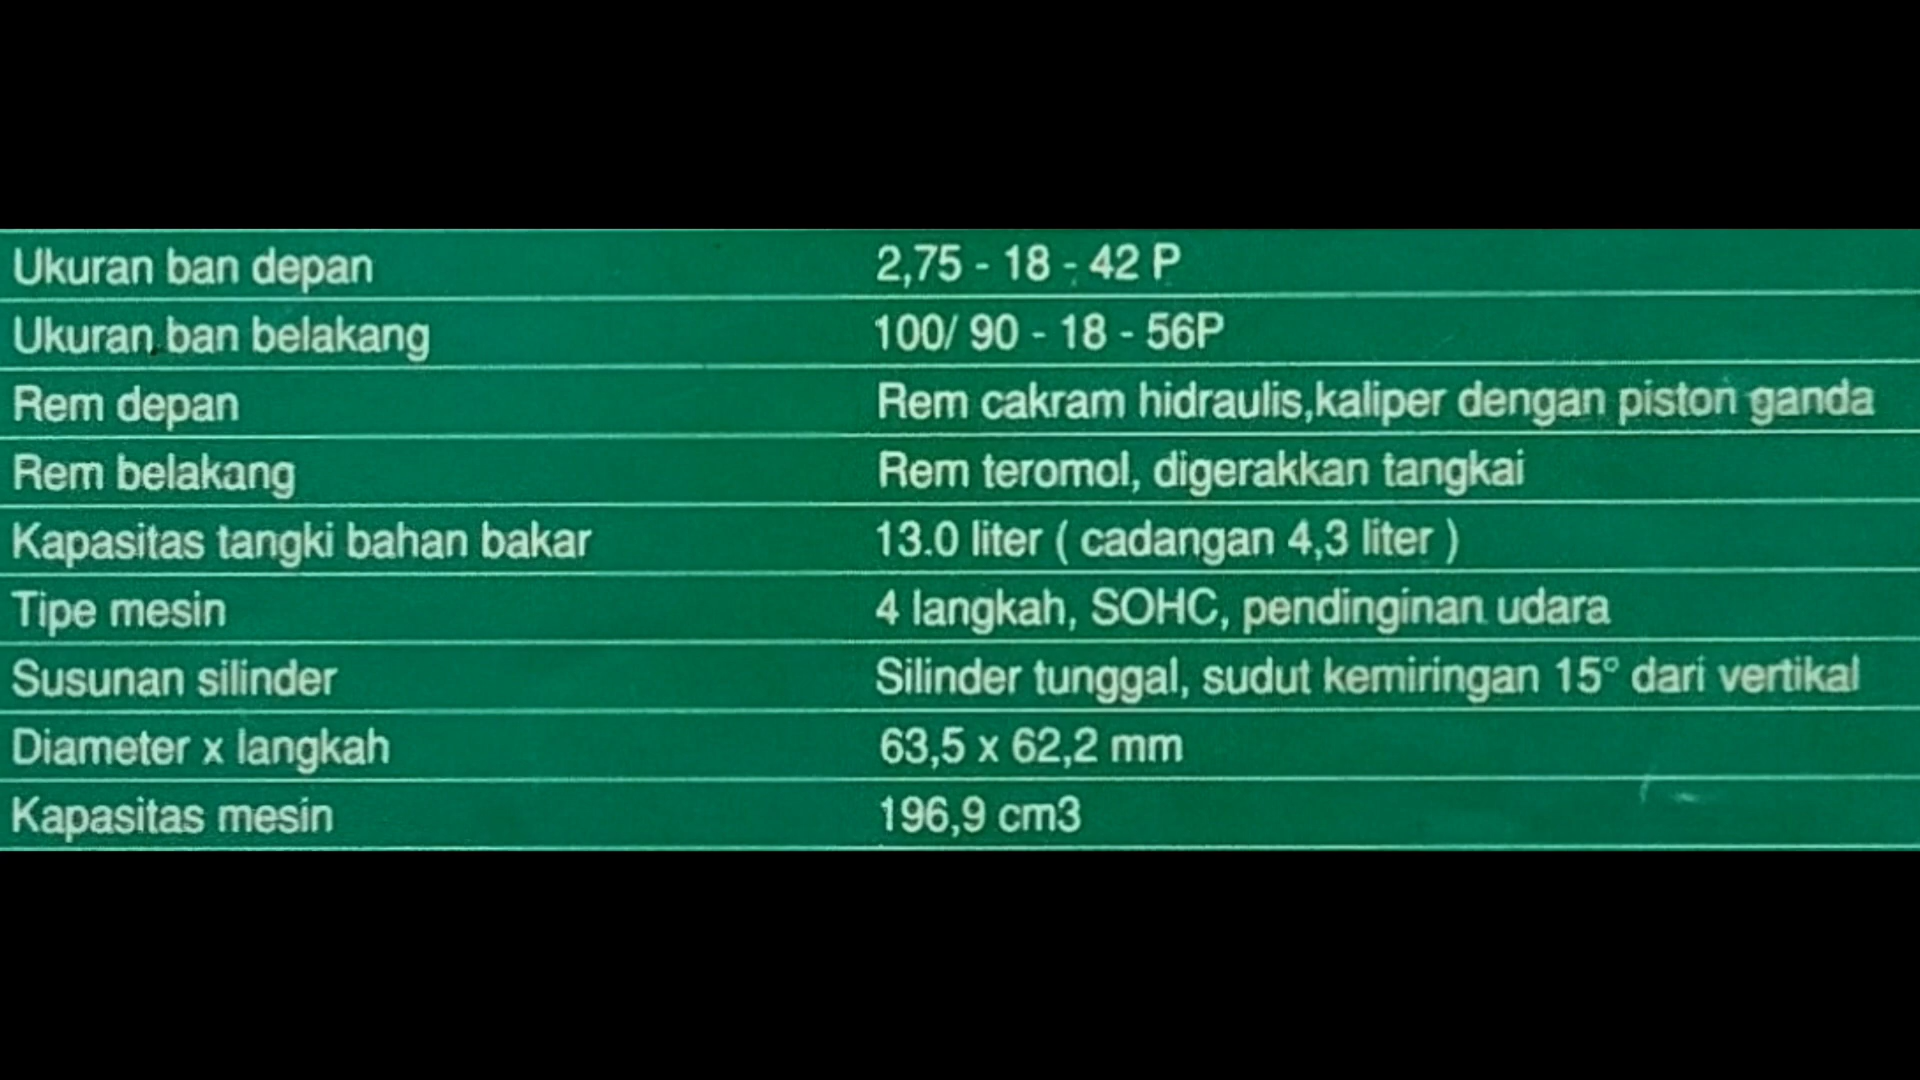 Ukuran ban depan 2,75 - 18 - 42 P
Ukuran ban belakang 100/ 90 - 18 - 56P
Rem depan Rem cakram hidraulis,kaliper dengan piston ganda
Rem belakang Rem teromol, digerakkan tangkai
Kapasitas tangki bahan bakar 13.0 liter ( cadangan 4,3 liter )
Tipe mesin 4 langkah, SOHC, pendinginan udara
Susunan silinder Silinder tunggal, sudut kemiringan 15° dari vertikal
Diameter x langkah 63,5 x 62,2 mm
Kapasitas mesin 196,9 cm3